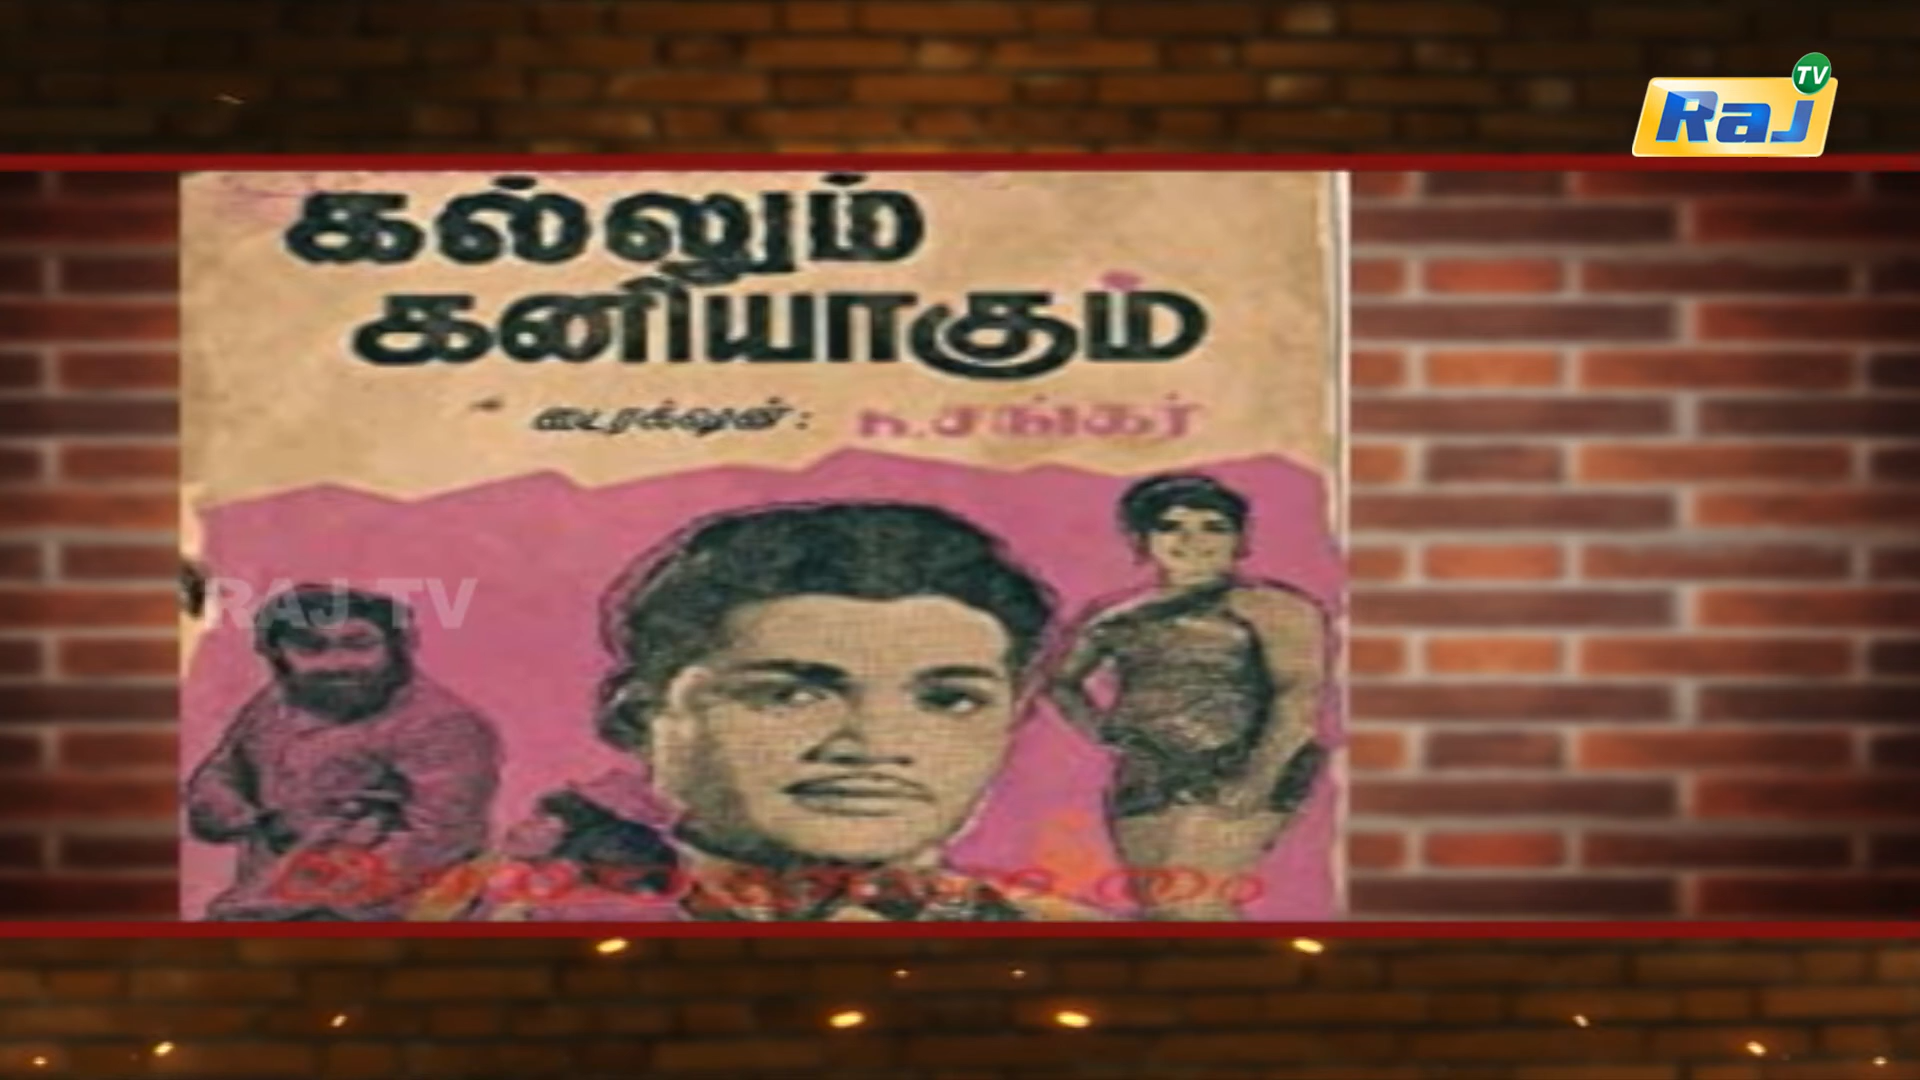 TV
Raj
கல்லும்
கனியாகும்
டைரக்ஷன்: K.சங்கர்
RAJ TV